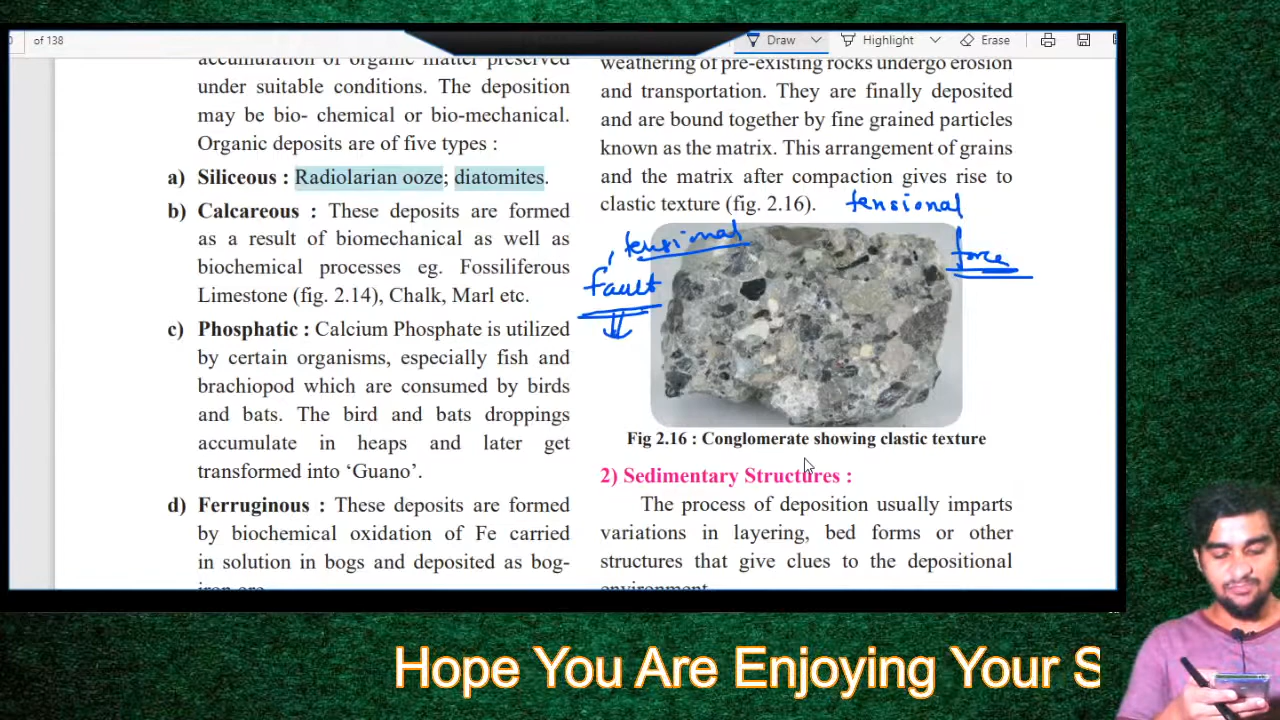 of 138
Draw
Highlight
Erase
accumulation of organic matter preserved
under suitable conditions. The deposition
may be bio- chemical or bio-mechanical.
Organic deposits are of five types :
a) Siliceous : Radiolarian ooze; diatomites.
b) Calcareous : These deposits are formed
as a result of biomechanical as well as
biochemical processes eg. Fossiliferous
Limestone (fig. 2.14), Chalk, Marl etc.
c) Phosphatic : Calcium Phosphate is utilized
by certain organisms, especially fish and
brachiopod which are consumed by birds
and bats. The bird and bats droppings
accumulate in heaps and later get
transformed into ‘Guano’.
d) Ferruginous : These deposits are formed
by biochemical oxidation of Fe carried
in solution in bogs and deposited as bog-
iron ore.
weathering of pre-existing rocks undergo erosion
and transportation. They are finally deposited
and are bound together by fine grained particles
known as the matrix. This arrangement of grains
and the matrix after compaction gives rise to
clastic texture (fig. 2.16).
tensional
force
tensional
fault
Fig 2.16 : Conglomerate showing clastic texture
2) Sedimentary Structures :
The process of deposition usually imparts
variations in layering, bed forms or other
structures that give clues to the depositional
environment.
Hope You Are Enjoying Your S